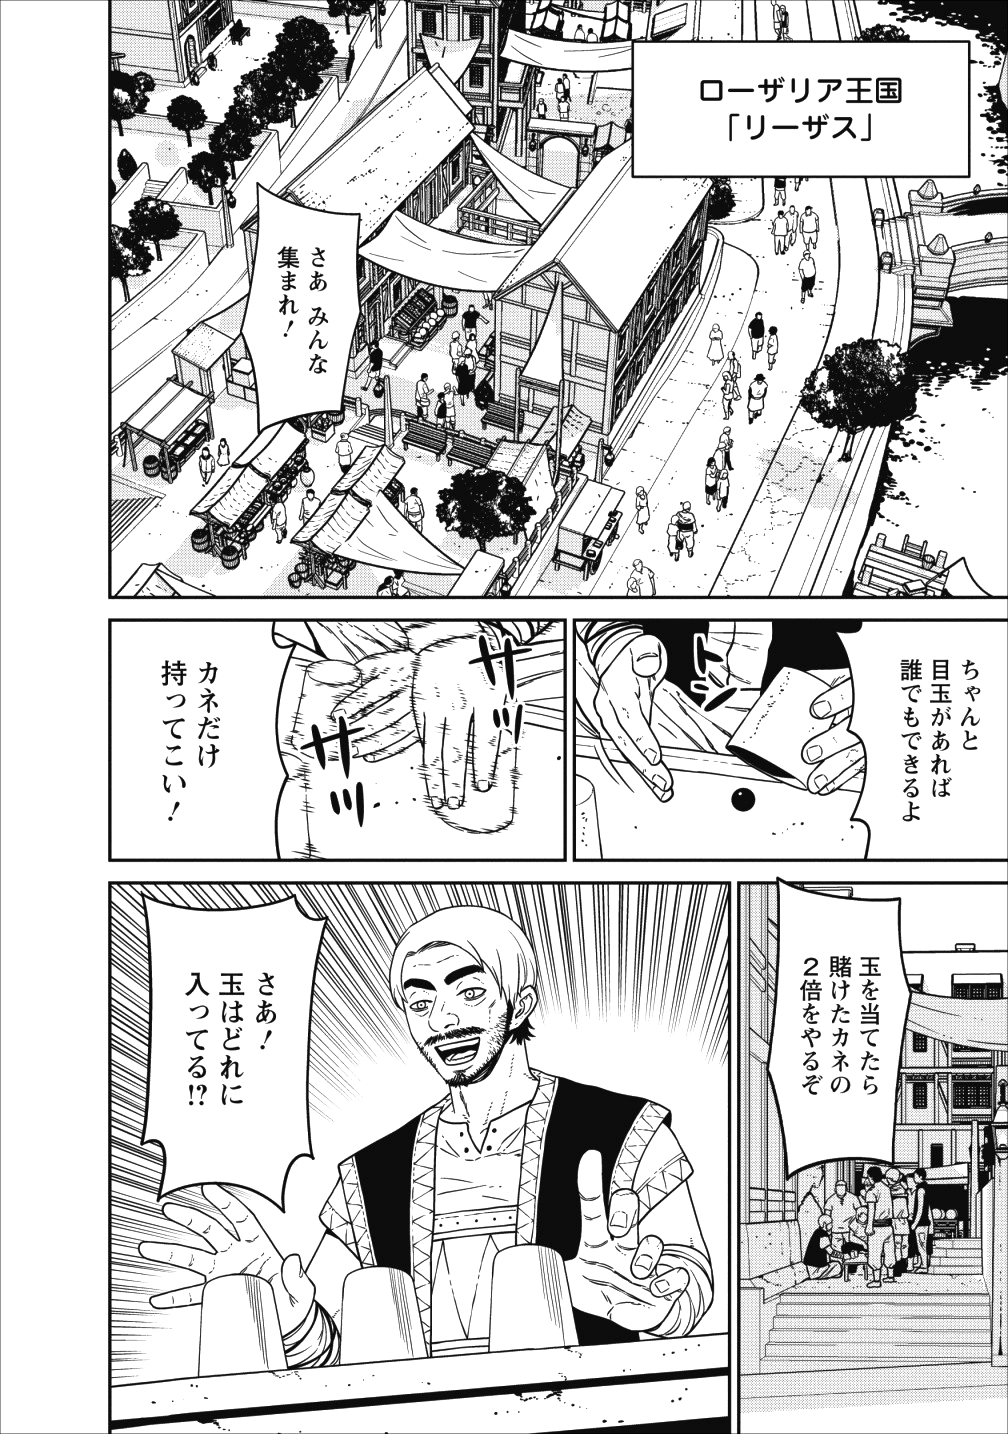 ローザリア王国
「リーザス」
さあ みんな
集まれ！
ちゃんと
目玉があれば
誰でもできるよ
トン
カネだけ
持ってこい！
サッ
サッ
玉を当てたら
賭けたカネの
２倍をやるぞ
さあ！
玉はどれに
入ってる!?